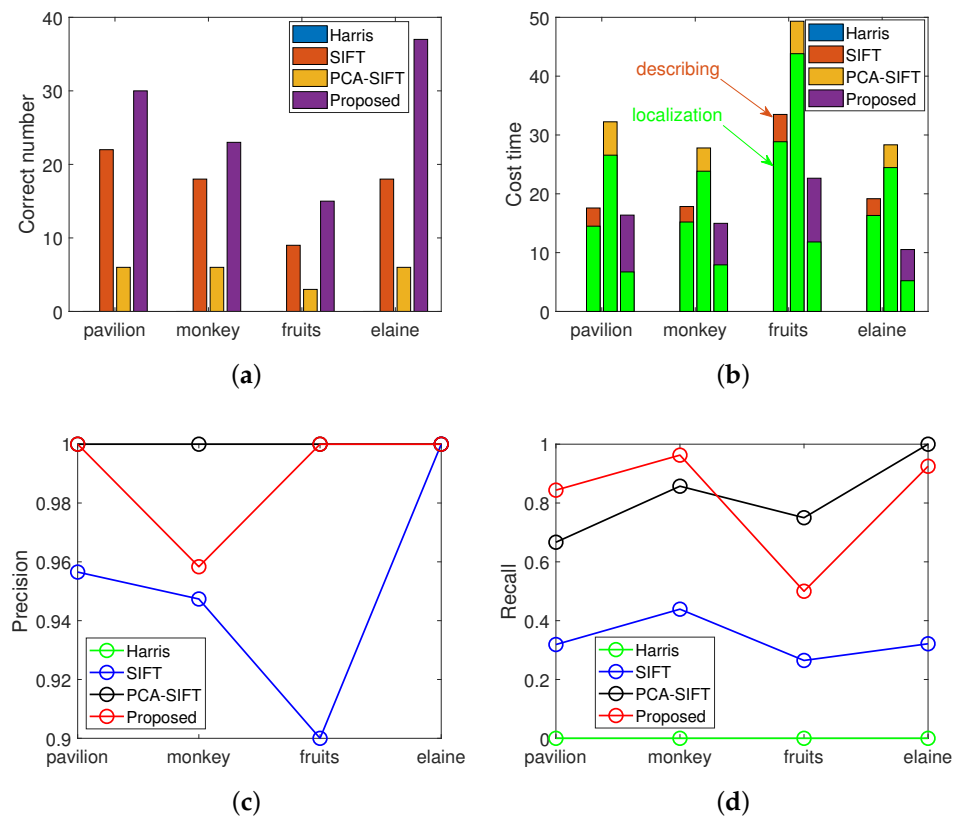 40
30
20
10
0
Correct number
Harris
SIFT
PCA-SIFT
Proposed
pavilion monkey fruits elaine
(a)
50
40
30
20
10
0
Cost time
describing
localization
Harris
SIFT
PCA-SIFT
Proposed
pavilion monkey fruits elaine
(b)
1
0.98
0.96
0.94
0.92
0.9
Precision
Harris
SIFT
PCA-SIFT
Proposed
pavilion monkey fruits elaine
(c)
1
0.8
0.6
0.4
0.2
0
Recall
Harris
SIFT
PCA-SIFT
Proposed
pavilion monkey fruits elaine
(d)